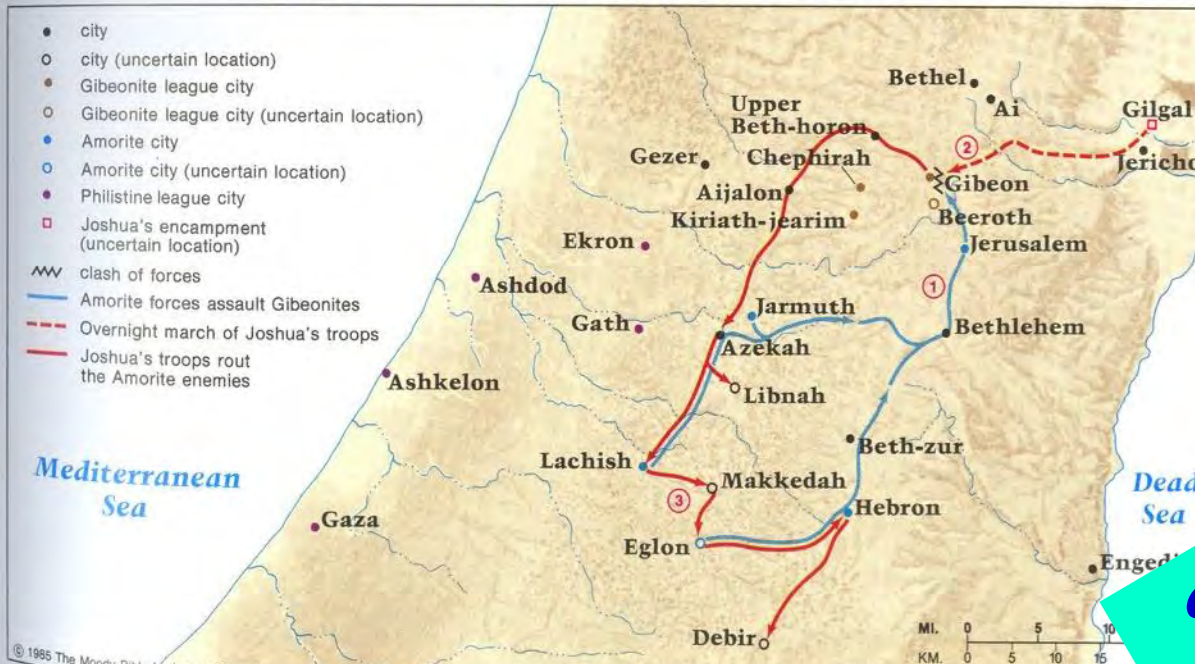 city
city (uncertain location)
Gibeonite league city
Gibeonite league city (uncertain location)
Amorite city
Amorite city (uncertain location)
Philistine league city
Joshua's encampment
(uncertain location)
clash of forces
Amorite forces assault Gibeonites
Overnight march of Joshua's troops
Joshua's troops rout
the Amorite enemies
Bethel
Ai
Gilgal
Upper
Beth-horon
2
Jericho
Gezer
Chephirah
Gibeon
Aijalon
Kiriath-jearim
Beeroth
Ekron
Jerusalem
Ashdod
1
Jarmuth
Gath
Azekah
Bethlehem
Ashkelon
Libnah
Beth-zur
Lachish
Mediterranean
Sea
Makkedah
3
Dead
Sea
Hebron
Gaza
Eglon
Engedi
Debir
MI. 0 5 10
KM. 0 5 10 15
© 1985 The Moody